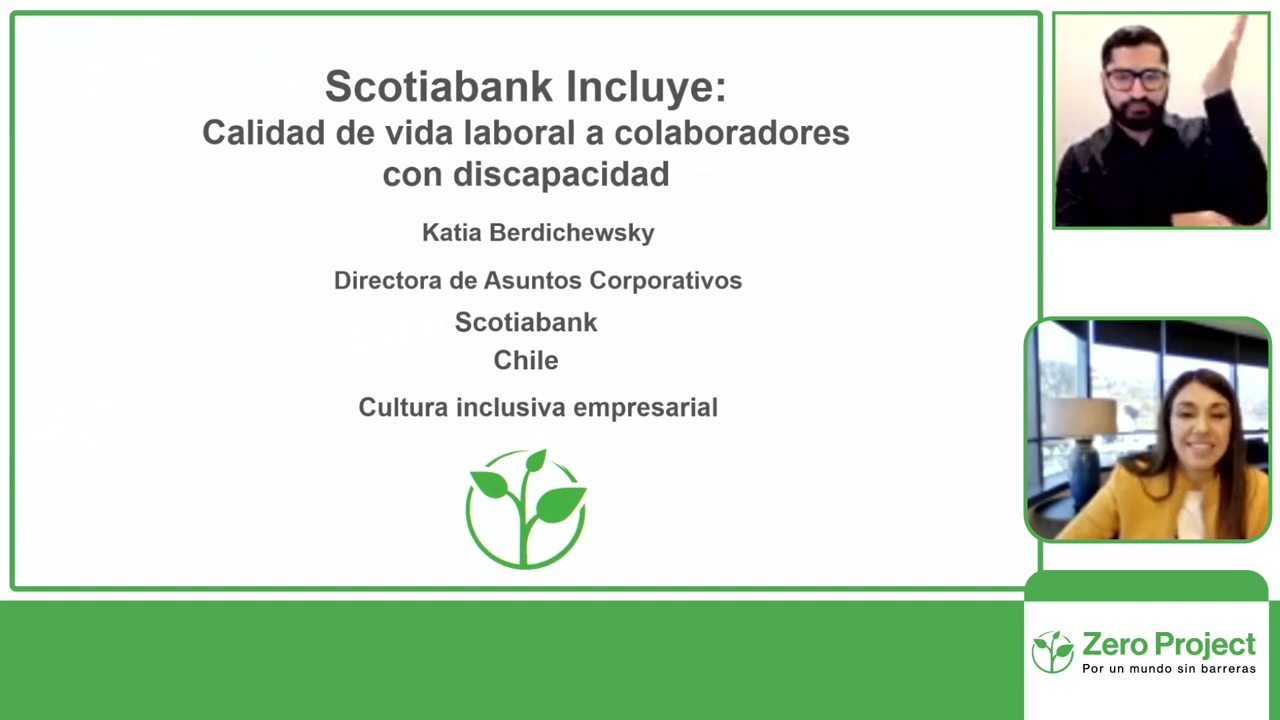 Scotiabank Incluye:
Calidad de vida laboral a colaboradores
con discapacidad
Katia Berdichewsky
Directora de Asuntos Corporativos
Scotiabank
Chile
Cultura inclusiva empresarial
Zero Project
Por un mundo sin barreras